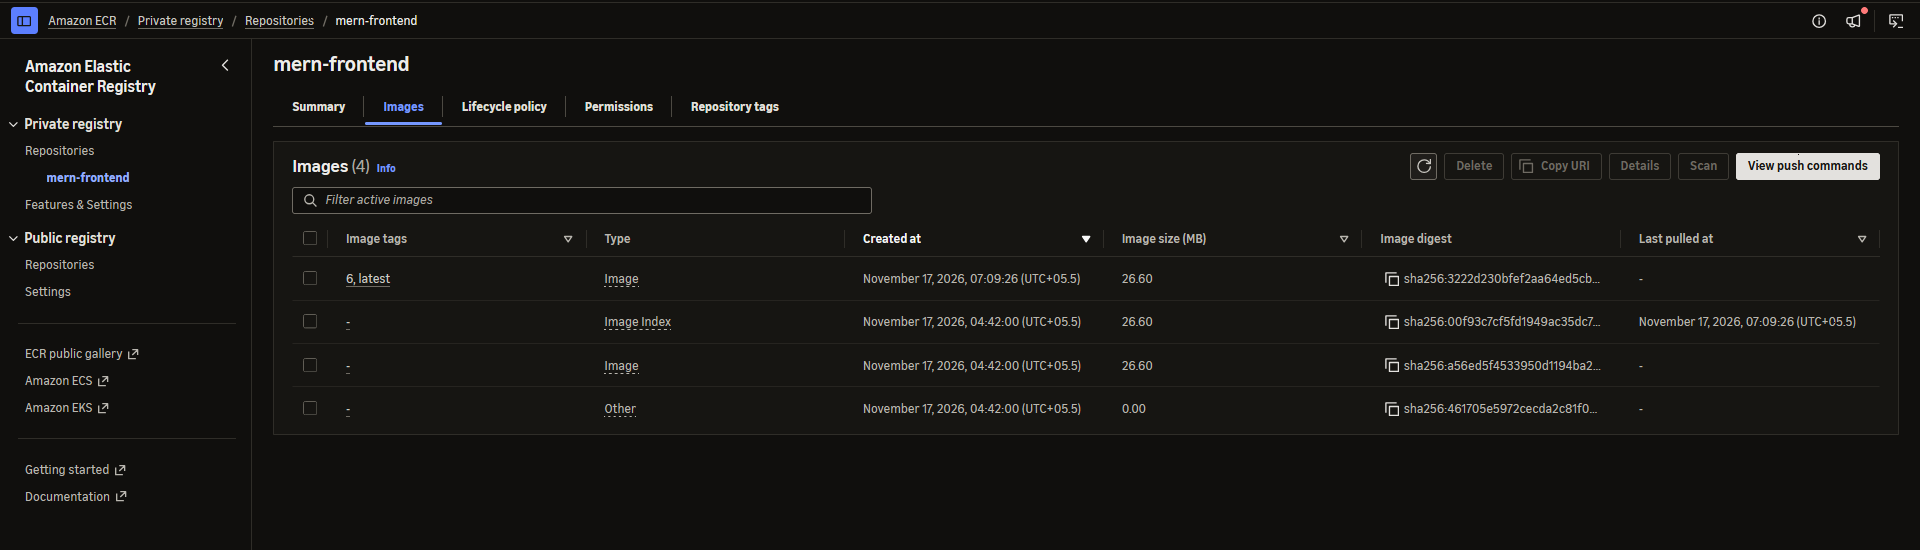 Amazon ECR / Private registry / Repositories / mern-frontend
Amazon Elastic
Container Registry
Private registry
Repositories
mern-frontend
Features & Settings
Public registry
Repositories
Settings
ECR public gallery
Amazon ECS
Amazon EKS
Getting started
Documentation
mern-frontend
Summary Images Lifecycle policy Permissions Repository tags
Images (4) Info
Delete Copy URI Details Scan View push commands
Filter active images
Image tags Type Created at Image size (MB) Image digest Last pulled at
6, latest Image November 17, 2026, 07:09:26 (UTC+05.5) 26.60 sha256:3222d230bfef2aa64ed5cb... -
- Image Index November 17, 2026, 04:42:00 (UTC+05.5) 26.60 sha256:00f93c7cf5fd1949ac35dc7... November 17, 2026, 07:09:26 (UTC+05.5)
- Image November 17, 2026, 04:42:00 (UTC+05.5) 26.60 sha256:a56ed5f4533950d1194ba2... -
- Other November 17, 2026, 04:42:00 (UTC+05.5) 0.00 sha256:461705e5972cecda2c81f0... -